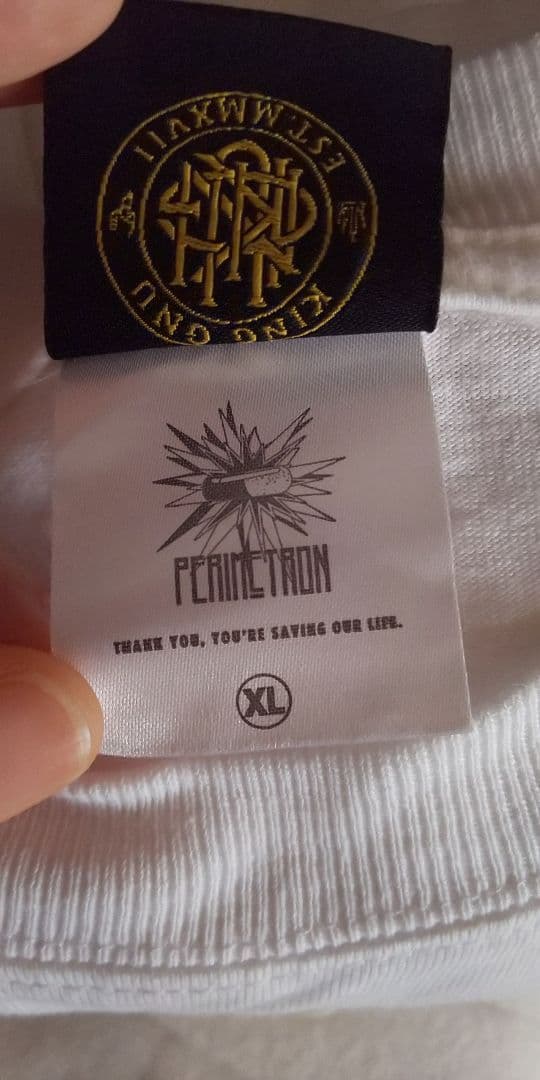 EST. MMXVII
KING GNU
PERIMETRON
THANK YOU, YOU'RE SAVING OUR LIFE.
XL